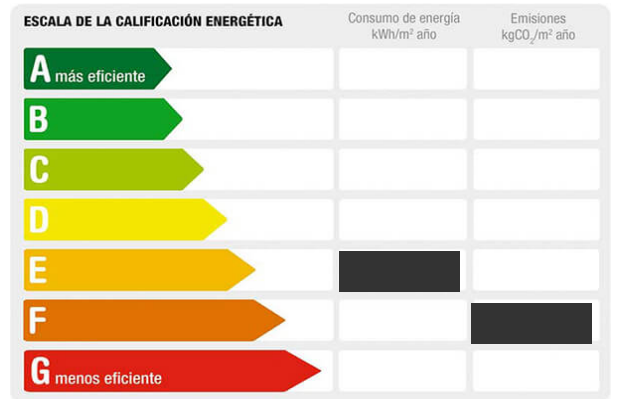 ESCALA DE LA CALIFICACIÓN ENERGÉTICA
Consumo de energía
kWh/m² año
Emisiones
kgCO₂/m² año
A más eficiente
B
C
D
E
F
G menos eficiente